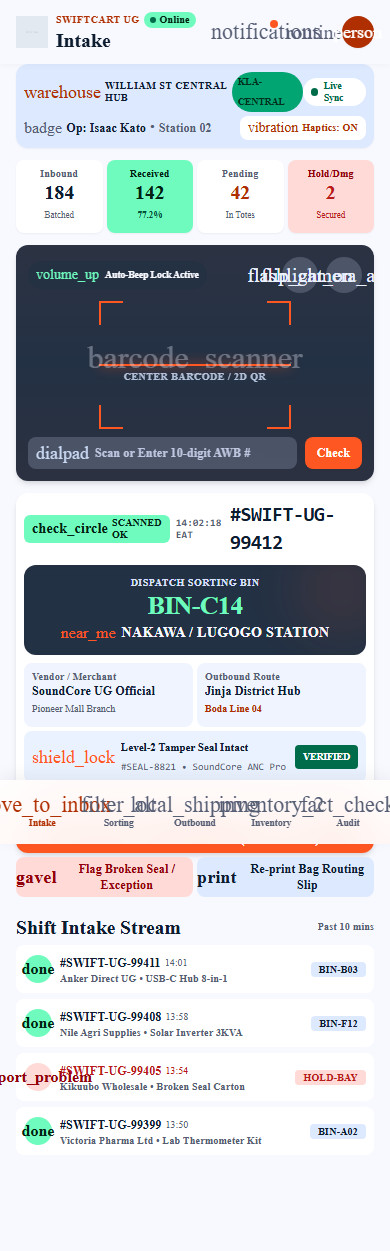 SWIFTCART UG Online
Intake
notifications
warehouse WILLIAM ST CENTRAL HUB
KLA-CENTRAL
Live Sync
badge Op: Isaac Kato • Station 02
vibration Haptics: ON
Inbound
184
Batched
Received
142
77.2%
Pending
42
In Totes
Hold/Dmg
2
Secured
volume_up Auto-Beep Lock Active
barcode_scanner
CENTER BARCODE / 2D QR
dialpad Scan or Enter 10-digit AWB #
Check
check_circle SCANNED OK
14:02:18 EAT
#SWIFT-UG-99412
DISPATCH SORTING BIN
BIN-C14
near_me NAKAWA / LUGOGO STATION
Vendor / Merchant
SoundCore UG Official
Pioneer Mall Branch
Outbound Route
Jinja District Hub
Boda Line 04
shield_lock Level-2 Tamper Seal Intact
#SEAL-8821 • SoundCore ANC Pro
VERIFIED
Intake
Sorting
local_shipping
Outbound
inventory_2
Inventory
fact_check
Audit
gavel Flag Broken Seal / Exception
print Re-print Bag Routing Slip
Shift Intake Stream
Past 10 mins
done #SWIFT-UG-99411 14:01
Anker Direct UG • USB-C Hub 8-in-1
BIN-B03
done #SWIFT-UG-99408 13:58
Nile Agri Supplies • Solar Inverter 3KVA
BIN-F12
port_problem #SWIFT-UG-99405 13:54
Kikuubo Wholesale • Broken Seal Carton
HOLD-BAY
done #SWIFT-UG-99399 13:50
Victoria Pharma Ltd • Lab Thermometer Kit
BIN-A02